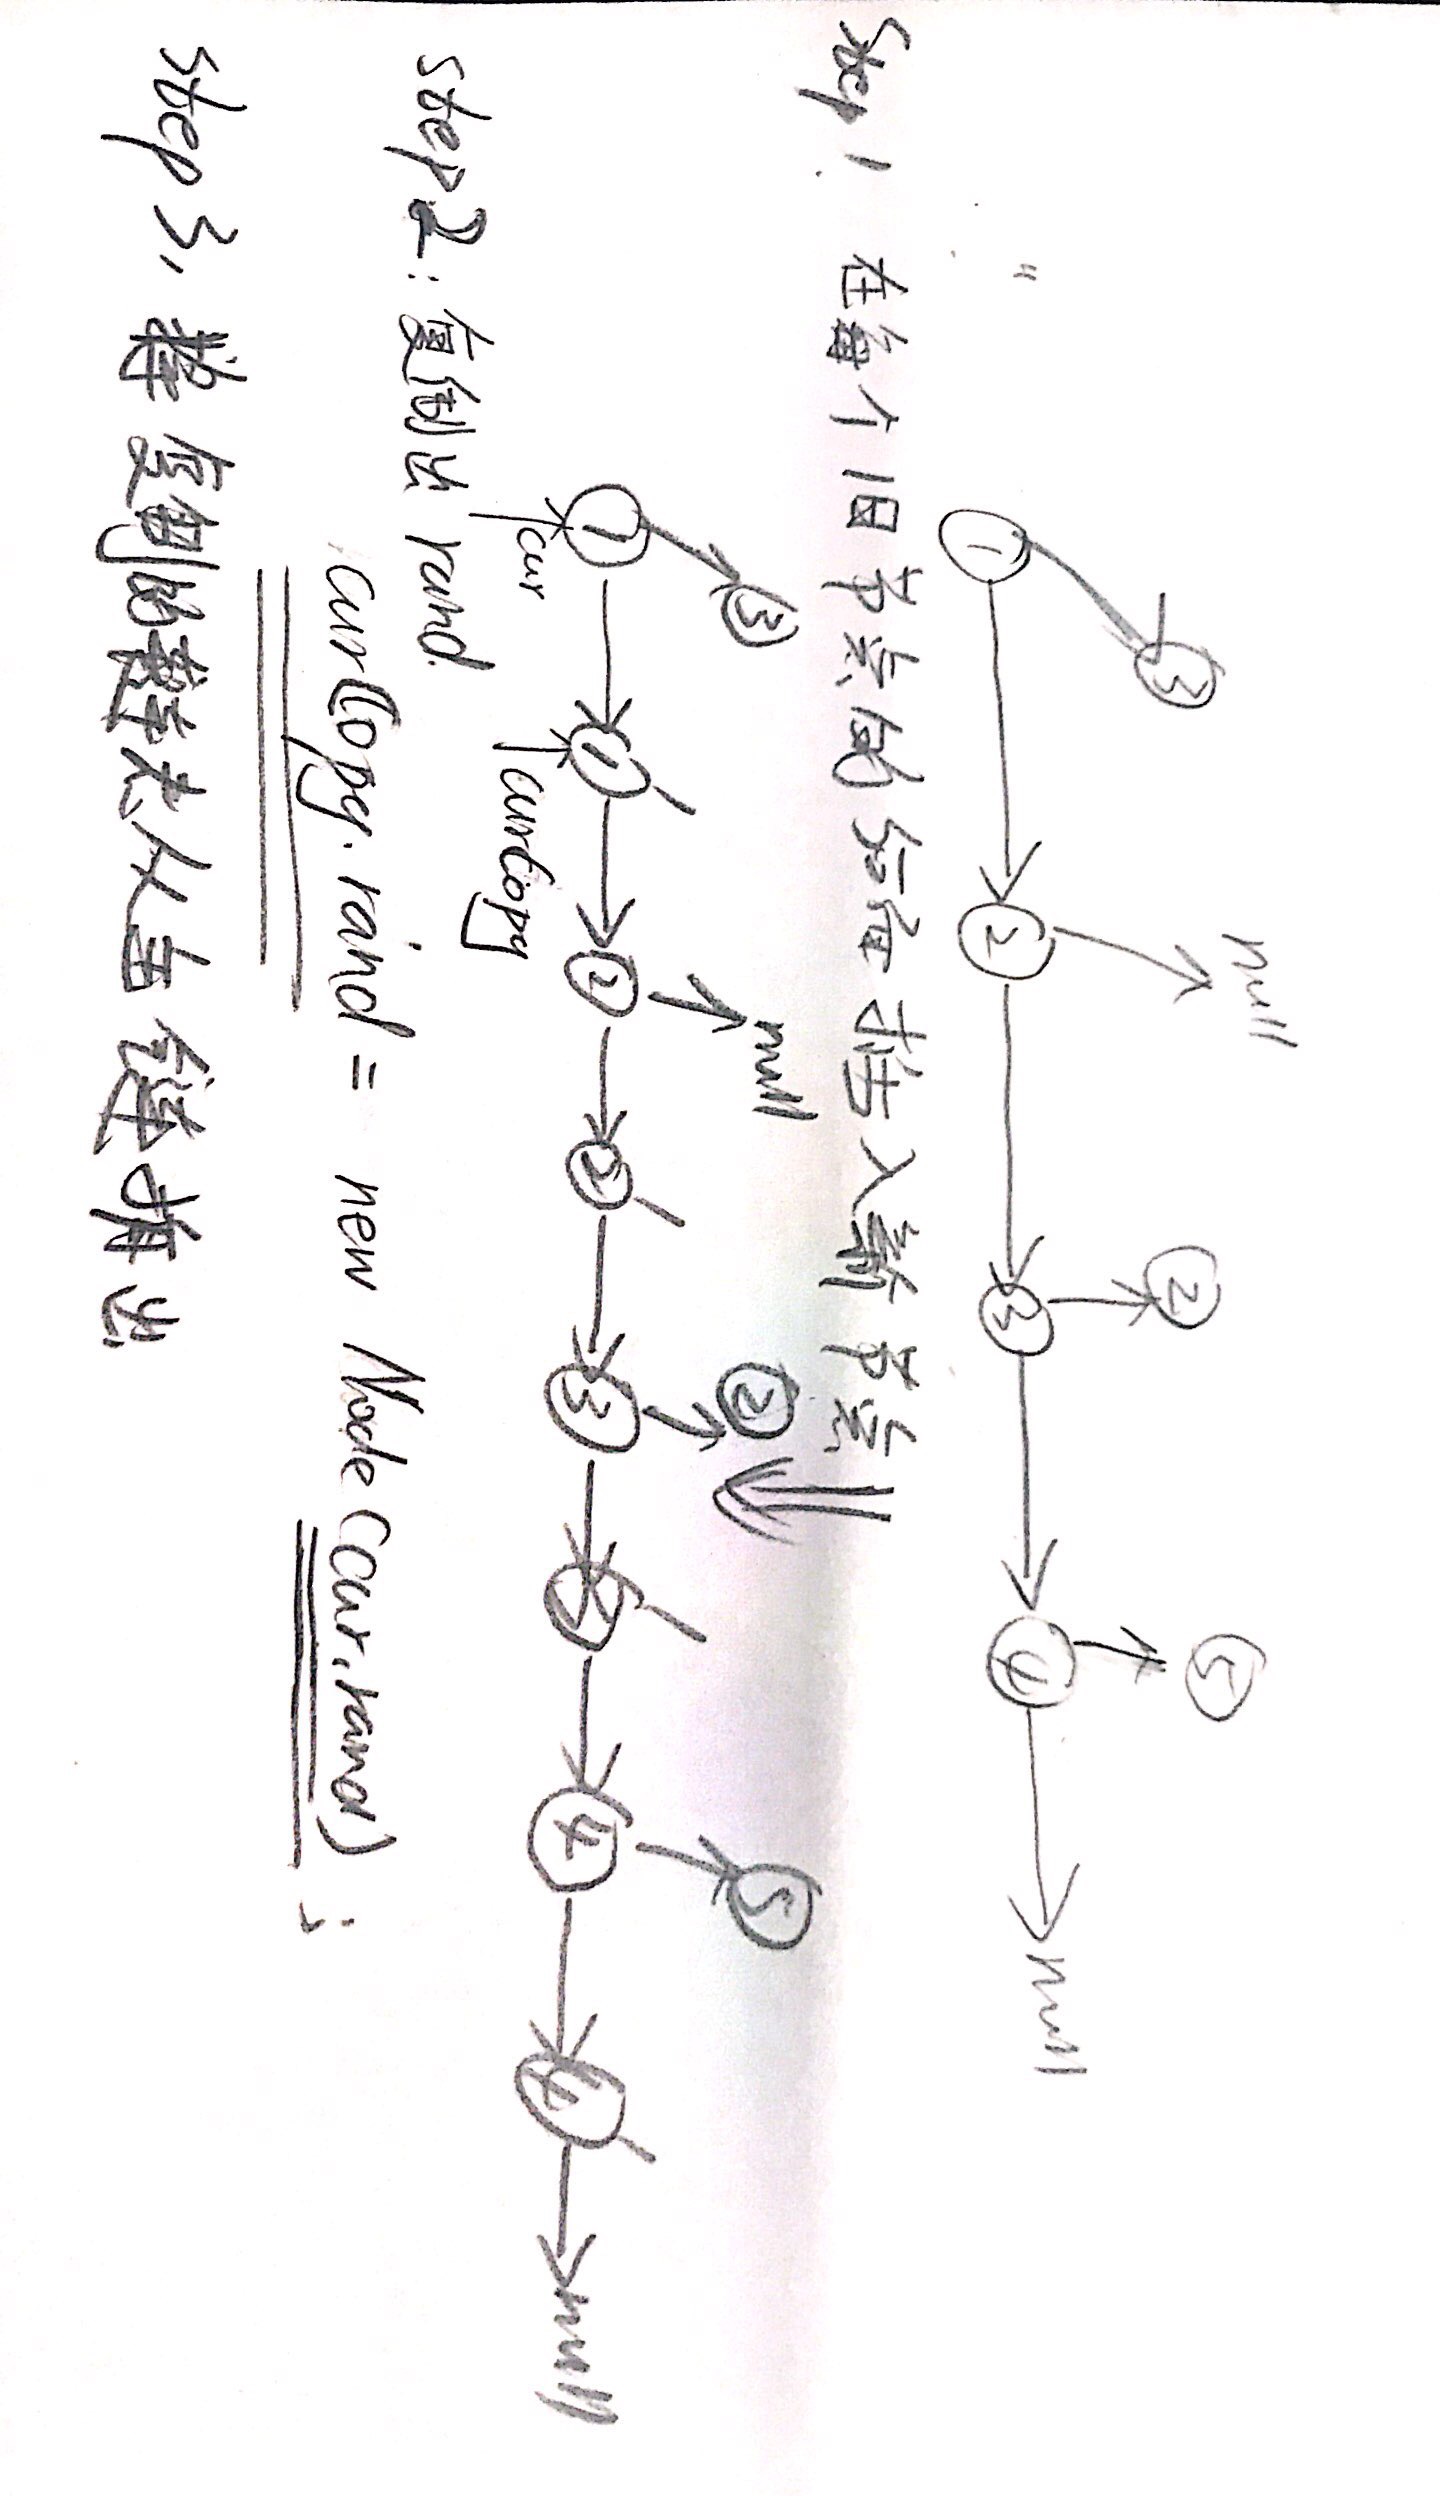 null
③ ② ⑤
① ② ③ ④ null
Step 1. 在每个旧节点的后面插入新节点
③ null ② ⑤
① ①' ② ②' ③ ③' ④ ④' null
cur curCopy
step2: 复制出 rand.
curCopy.rand = new Node(cur.rand);
step 3, 将复制的链表从主链摘出